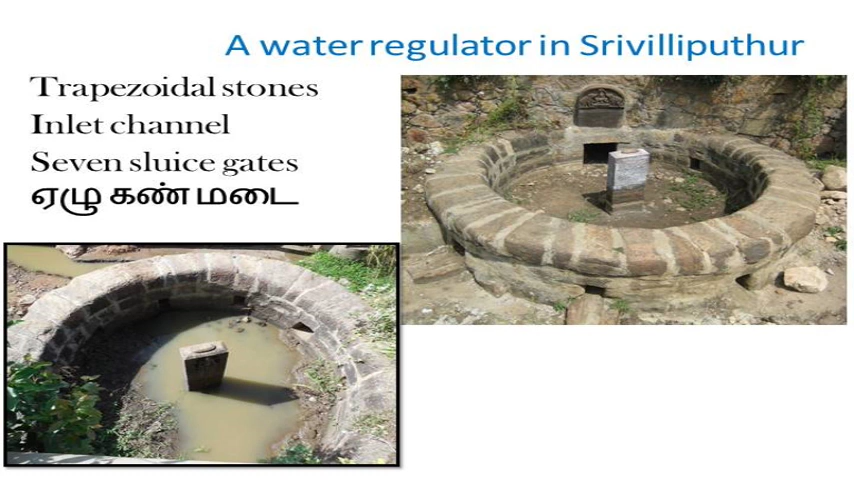 A water regulator in Srivilliputhur
Trapezoidal stones
Inlet channel
Seven sluice gates
ஏழு கண் மடை